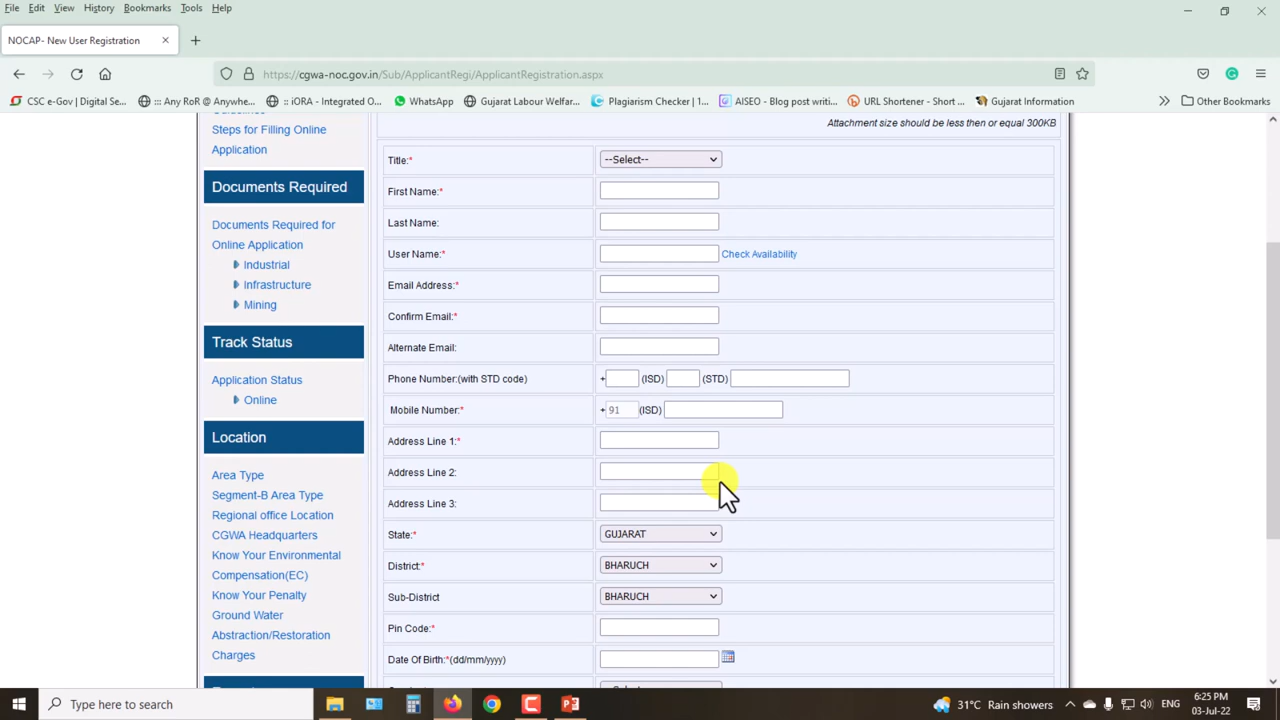 File Edit View History Bookmarks Tools Help
NOCAP- New User Registration
https://cgwa-noc.gov.in/Sub/ApplicantRegi/ApplicantRegistration.aspx
CSC e-Gov | Digital Se... ::: Any RoR @ Anywhe... :: iORA - Integrated O... WhatsApp Gujarat Labour Welfar... Plagiarism Checker | 1... AISEO - Blog post writi... URL Shortener - Short ... Gujarat Information Other Bookmarks
Attachment size should be less then or equal 300KB
Steps for Filling Online
Application
Documents Required
Documents Required for
Online Application
Industrial
Infrastructure
Mining
Track Status
Application Status
Online
Location
Area Type
Segment-B Area Type
Regional office Location
CGWA Headquarters
Know Your Environmental
Compensation(EC)
Know Your Penalty
Ground Water
Abstraction/Restoration
Charges
Title:* --Select--
First Name:*
Last Name:
User Name:* Check Availability
Email Address:*
Confirm Email:*
Alternate Email:
Phone Number:(with STD code) + (ISD) (STD)
Mobile Number:* + 91 (ISD)
Address Line 1:*
Address Line 2:
Address Line 3:
State:* GUJARAT
District:* BHARUCH
Sub-District BHARUCH
Pin Code:*
Date Of Birth:*(dd/mm/yyyy)
Type here to search
31°C Rain showers
ENG
6:25 PM
03-Jul-22